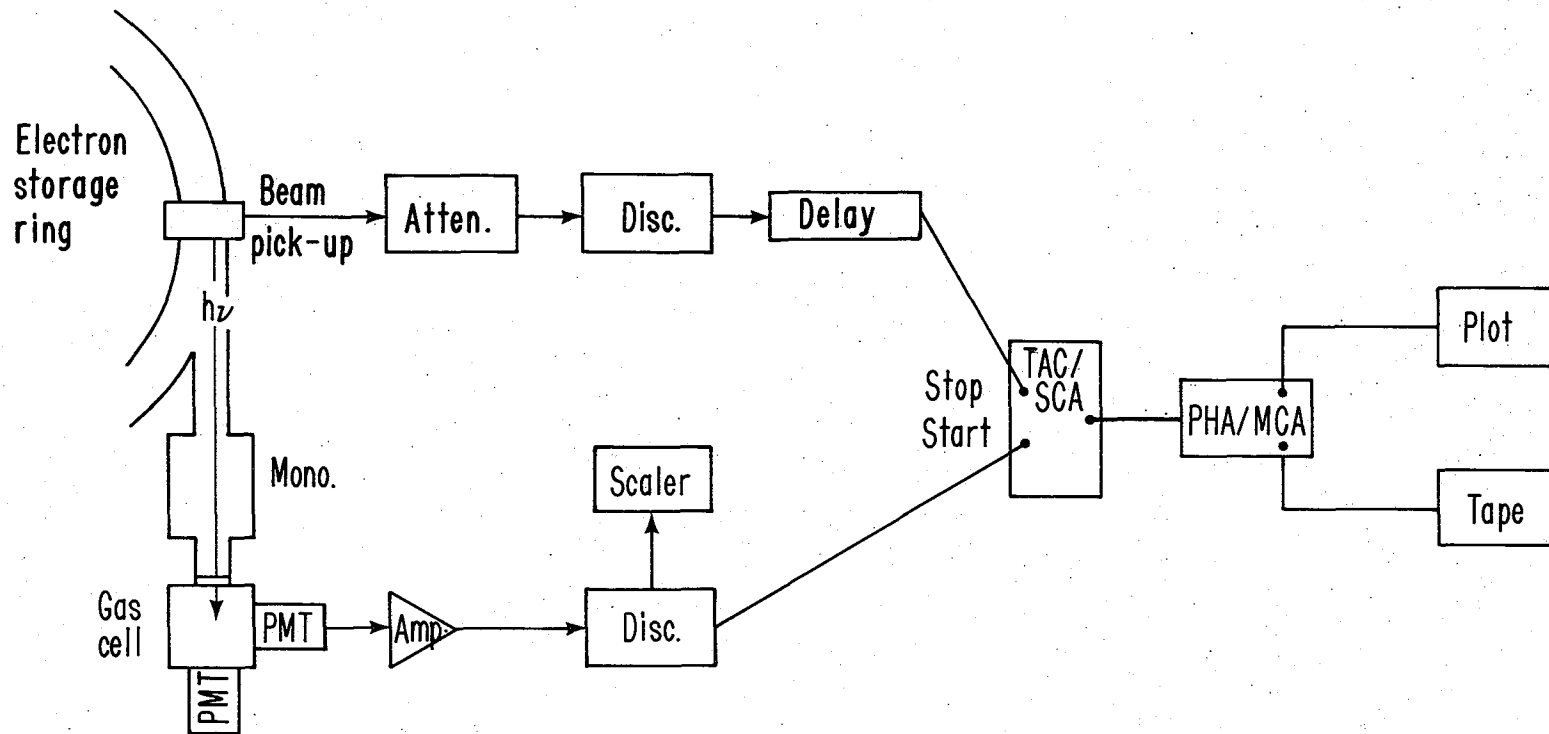 Electron
storage
ring
Beam
pick-up
Atten.
Disc.
Delay
hν
Plot
TAC/
SCA
Stop
Start
PHA/MCA
Mono.
Scaler
Tape
Gas
cell
PMT
Amp.
Disc.
PMT